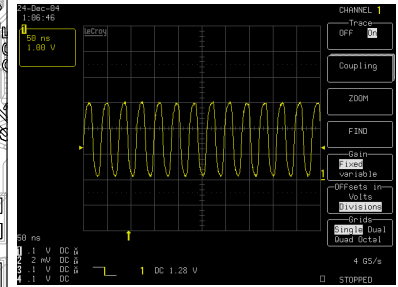 24-Dec-04
1:06:46
1
50 ns
1.00 V
LeCroy
CHANNEL 1
Trace
OFF On
Coupling
ZOOM
FIND
Gain
Fixed
variable
OFFsets in
Volts
Divisions
Grids
Single Dual
Quad Octal
1
50 ns
1 .1 V DC
2 2 mV DC
3 .1 V DC
4 .1 V DC
1 DC 1.28 V
4 GS/s
STOPPED